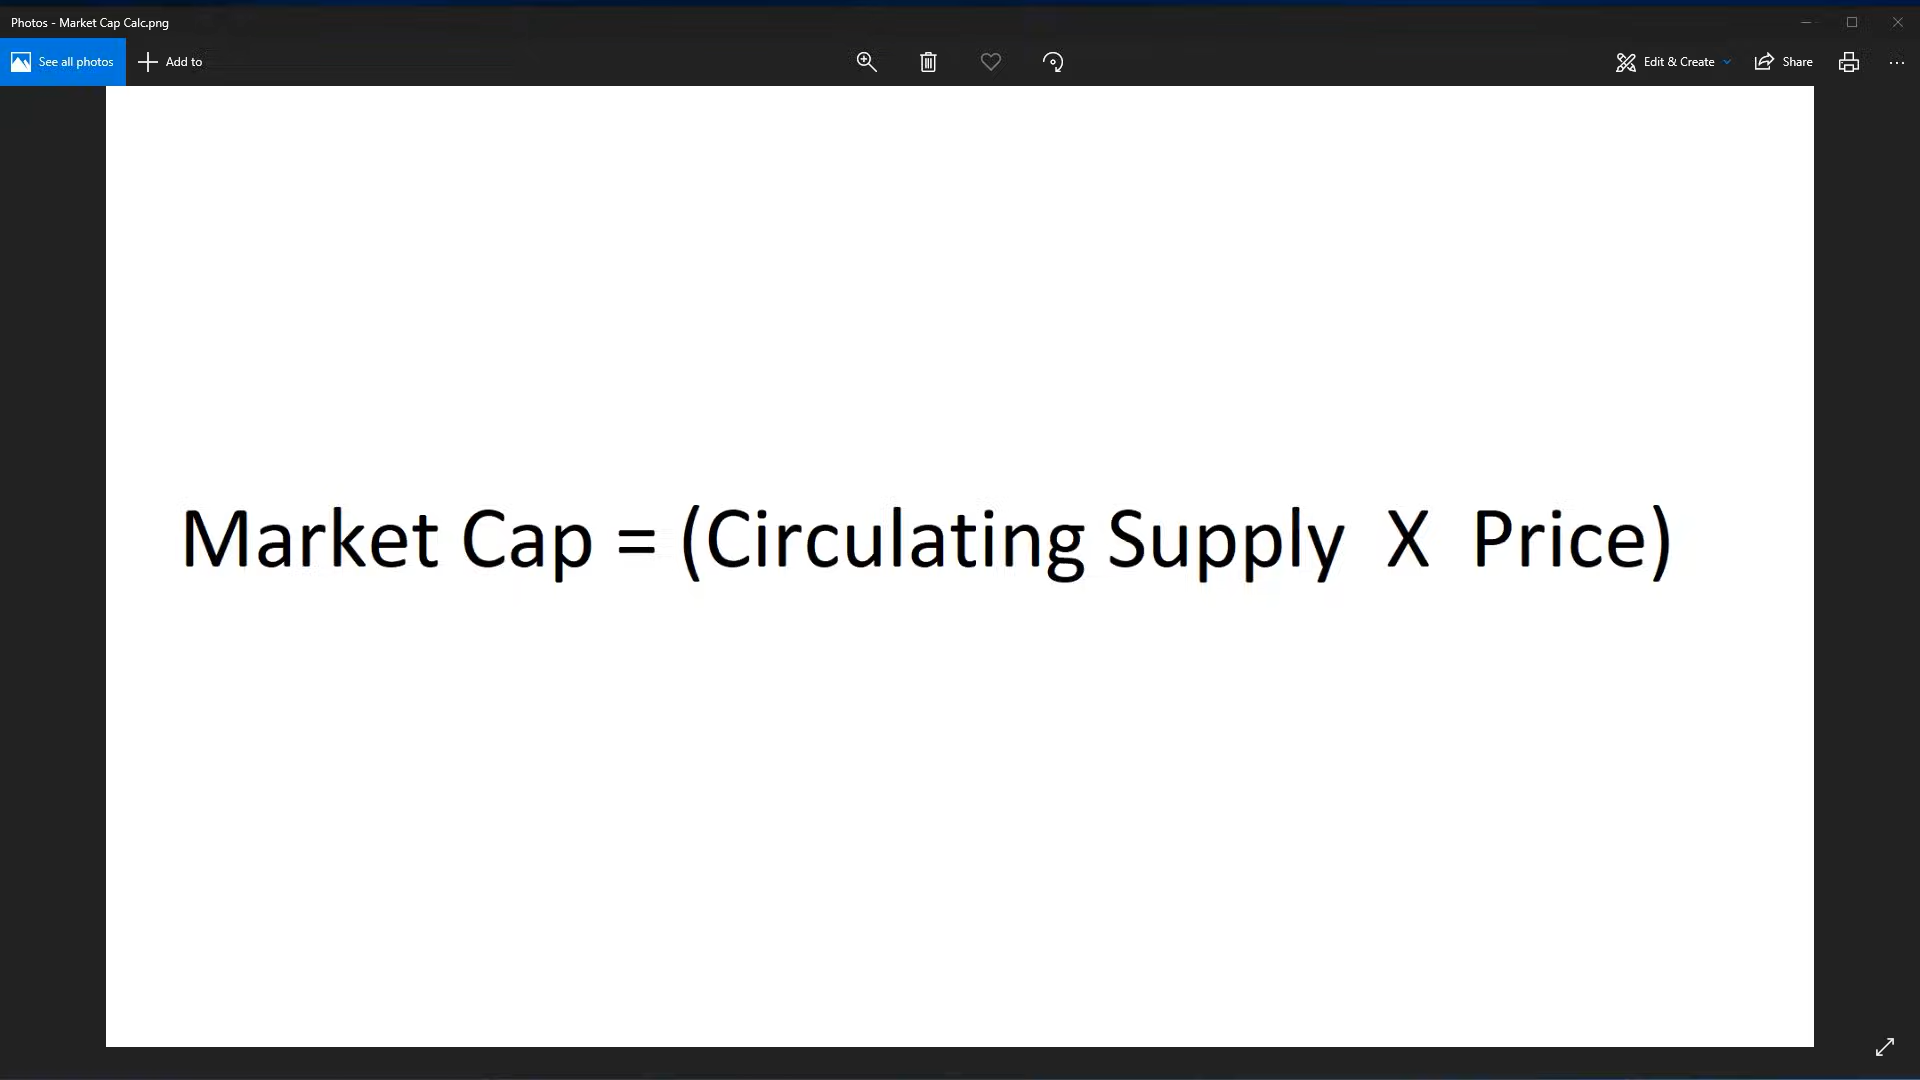 Photos - Market Cap Calc.png
See all photos
Add to
Edit & Create
Share
Market Cap = (Circulating Supply X Price)